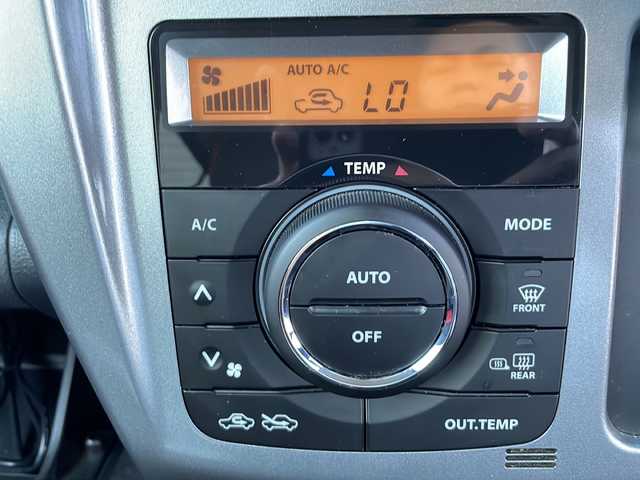 AUTO A/C
LO
TEMP
A/C
MODE
AUTO
OFF
FRONT
REAR
OUT.TEMP